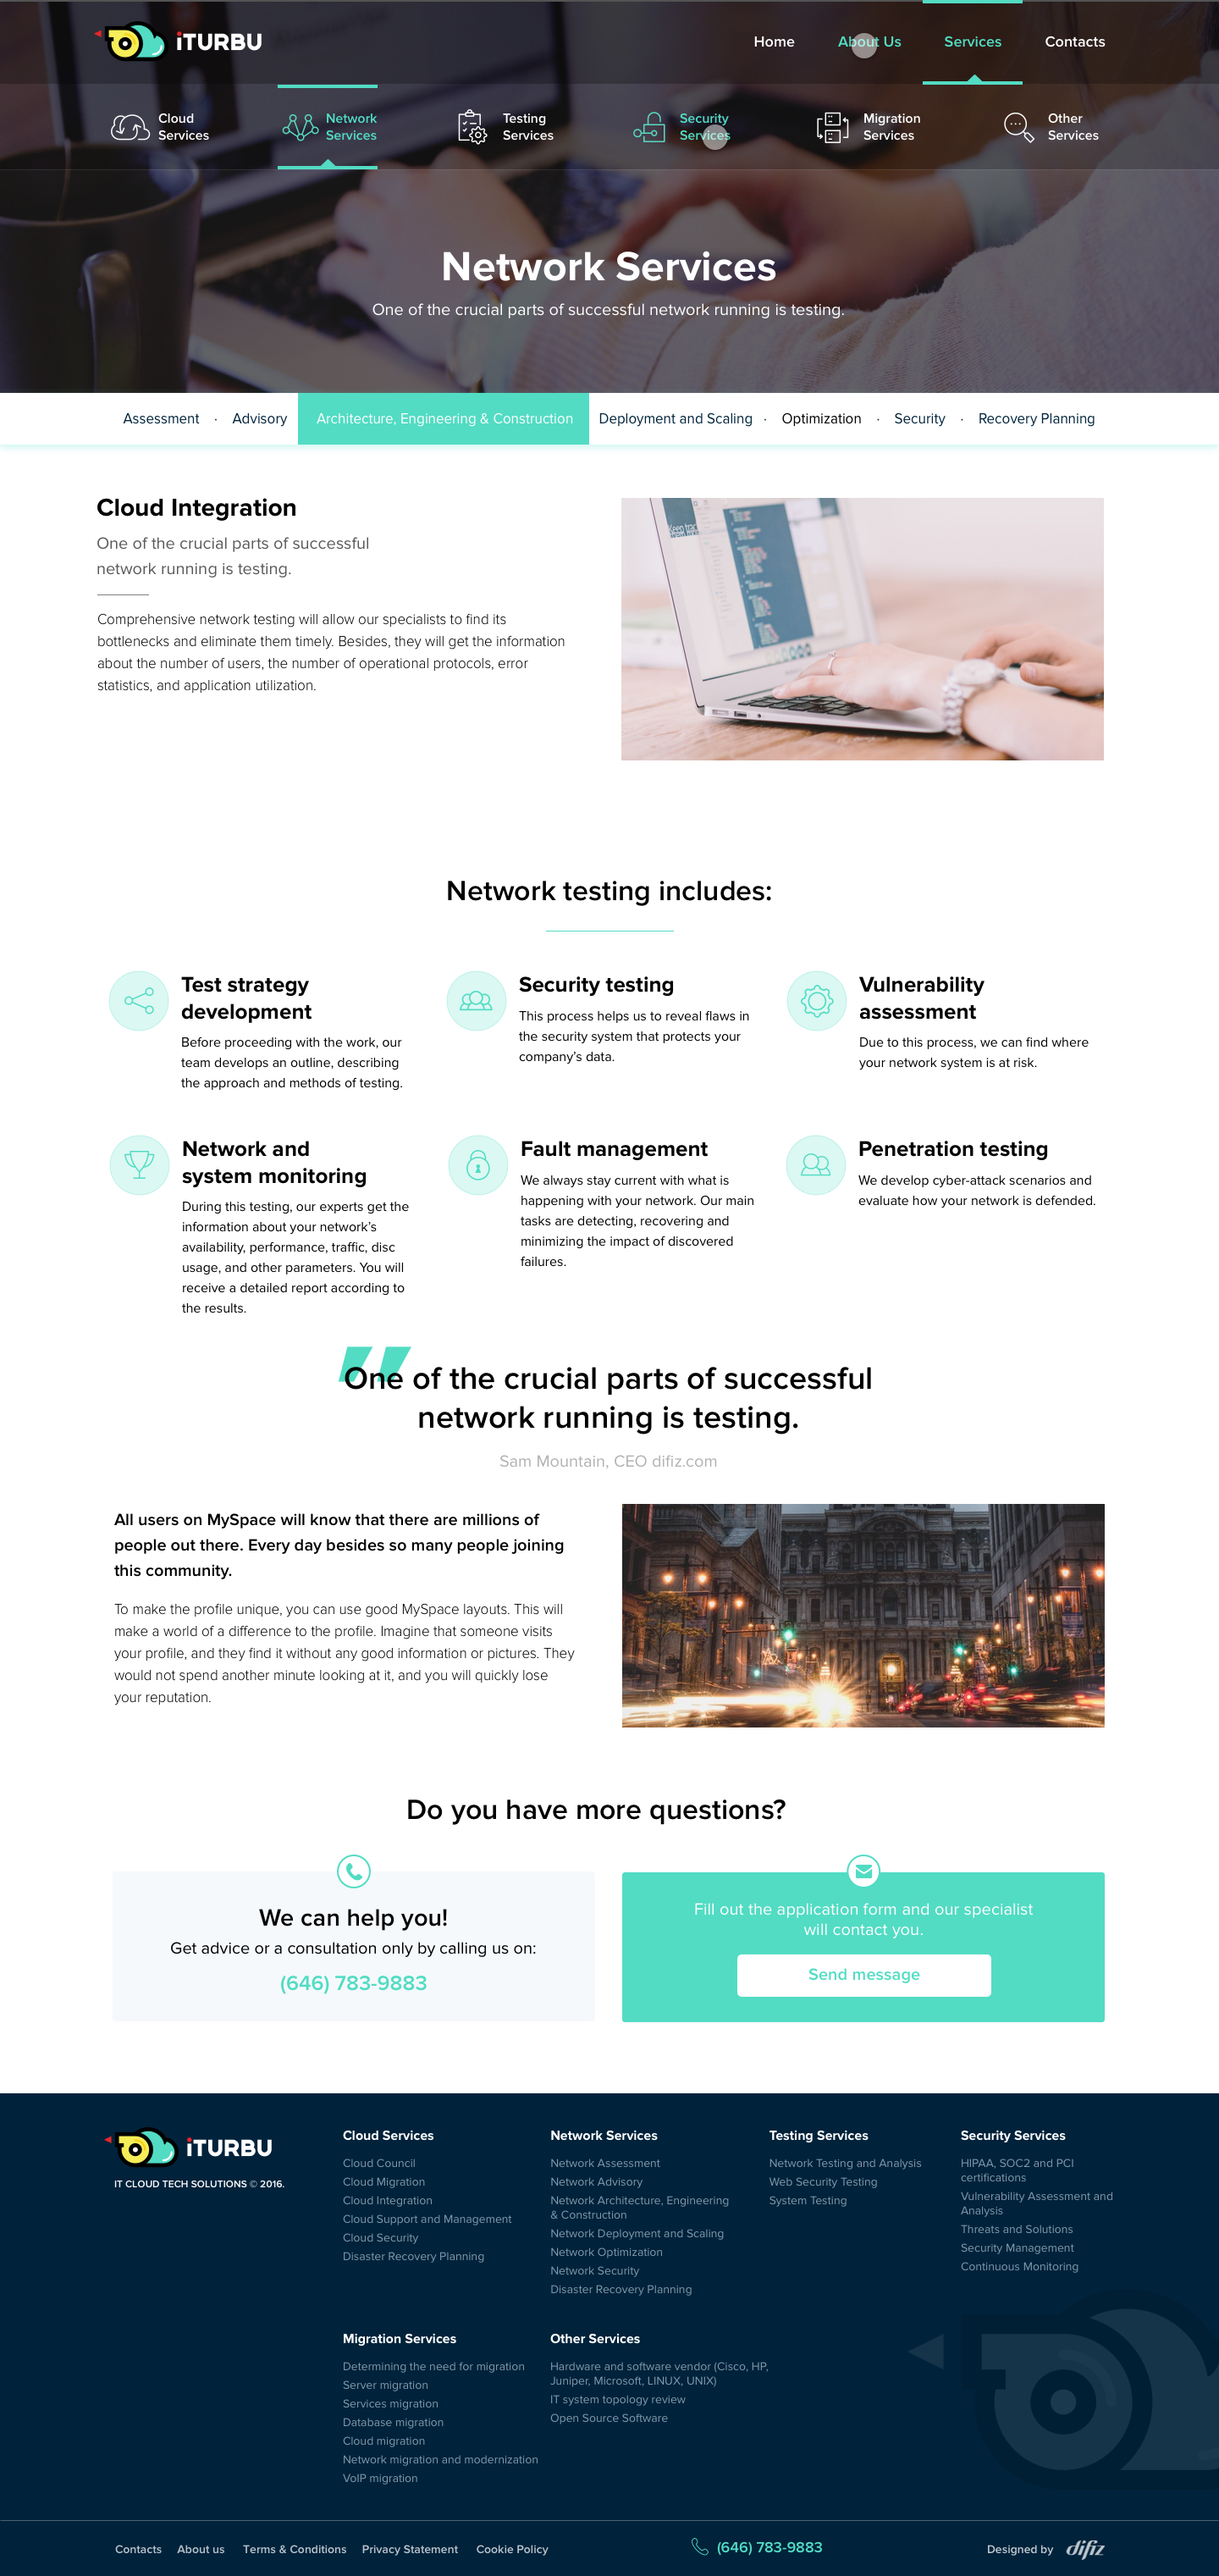 iTURBU
Home
About Us
Services
Contacts
Cloud
Services
Network
Services
Testing
Services
Security
Services
Migration
Services
Other
Services
Network Services
One of the crucial parts of successful network running is testing.
Assessment · Advisory Architecture, Engineering & Construction Deployment and Scaling · Optimization · Security · Recovery Planning
Cloud Integration
One of the crucial parts of successful
network running is testing.
Comprehensive network testing will allow our specialists to find its
bottlenecks and eliminate them timely. Besides, they will get the information
about the number of users, the number of operational protocols, error
statistics, and application utilization.
Network testing includes:
Test strategy
development
Before proceeding with the work, our
team develops an outline, describing
the approach and methods of testing.
Security testing
This process helps us to reveal flaws in
the security system that protects your
company's data.
Vulnerability
assessment
Due to this process, we can find where
your network system is at risk.
Network and
system monitoring
During this testing, our experts get the
information about your network's
availability, performance, traffic, disc
usage, and other parameters. You will
receive a detailed report according to
the results.
Fault management
We always stay current with what is
happening with your network. Our main
tasks are detecting, recovering and
minimizing the impact of discovered
failures.
Penetration testing
We develop cyber-attack scenarios and
evaluate how your network is defended.
One of the crucial parts of successful
network running is testing.
Sam Mountain, CEO difiz.com
All users on MySpace will know that there are millions of
people out there. Every day besides so many people joining
this community.
To make the profile unique, you can use good MySpace layouts. This will
make a world of a difference to the profile. Imagine that someone visits
your profile, and they find it without any good information or pictures. They
would not spend another minute looking at it, and you will quickly lose
your reputation.
Do you have more questions?
We can help you!
Get advice or a consultation only by calling us on:
(646) 783-9883
Fill out the application form and our specialist
will contact you.
Send message
iTURBU
IT CLOUD TECH SOLUTIONS © 2016.
Cloud Services
Cloud Council
Cloud Migration
Cloud Integration
Cloud Support and Management
Cloud Security
Disaster Recovery Planning
Network Services
Network Assessment
Network Advisory
Network Architecture, Engineering
& Construction
Network Deployment and Scaling
Network Optimization
Network Security
Disaster Recovery Planning
Testing Services
Network Testing and Analysis
Web Security Testing
System Testing
Security Services
HIPAA, SOC2 and PCI
certifications
Vulnerability Assessment and
Analysis
Threats and Solutions
Security Management
Continuous Monitoring
Migration Services
Determining the need for migration
Server migration
Services migration
Database migration
Cloud migration
Network migration and modernization
VoIP migration
Other Services
Hardware and software vendor (Cisco, HP,
Juniper, Microsoft, LINUX, UNIX)
IT system topology review
Open Source Software
Contacts About us Terms & Conditions Privacy Statement Cookie Policy
(646) 783-9883
Designed by difiz